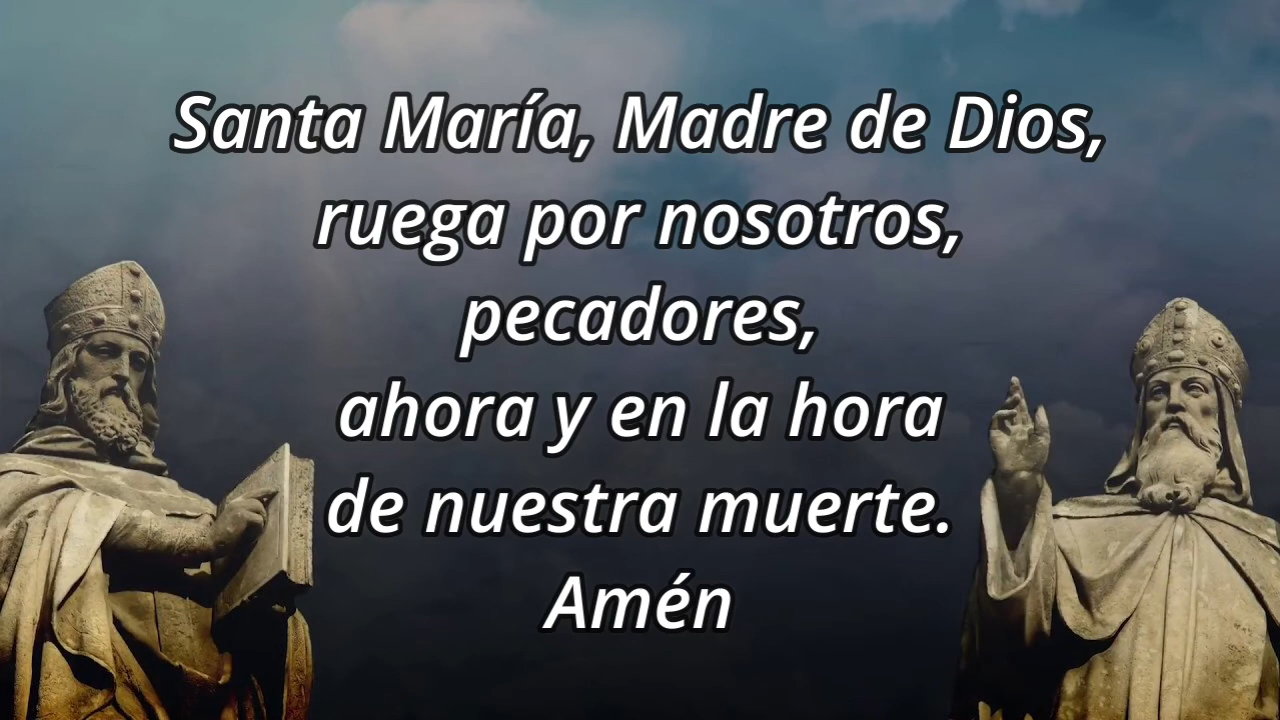 Santa María, Madre de Dios,
ruega por nosotros,
pecadores,
ahora y en la hora
de nuestra muerte.
Amén